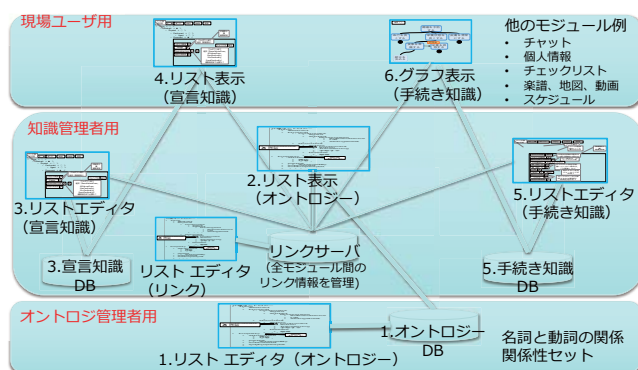 現場ユーザ用
4.リスト表示
(宣言知識)
6.グラフ表示
(手続き知識)
他のモジュール例
• チャット
• 個人情報
• チェックリスト
• 楽譜、地図、動画
• スケジュール
知識管理者用
3.リストエディタ
(宣言知識)
2.リスト表示
(オントロジー)
5.リストエディタ
(手続き知識)
3.宣言知識
DB
リスト エディタ
(リンク)
リンクサーバ
(全モジュール間の
リンク情報を管理)
5.手続き知識
DB
オントロジ管理者用
1.リスト エディタ(オントロジー)
1.オントロジー
DB
名詞と動詞の関係
関係性セット